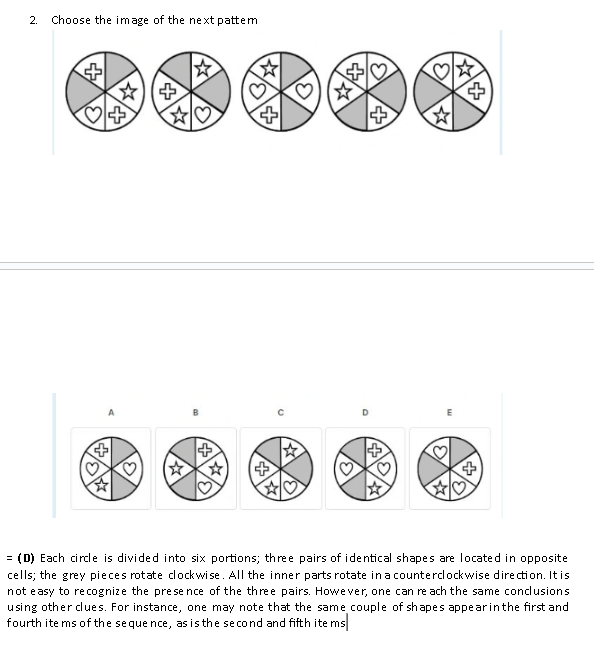 2. Choose the image of the next pattern
A B C D E
= (D) Each circle is divided into six portions; three pairs of identical shapes are located in opposite
cells; the grey pieces rotate clockwise. All the inner parts rotate in a counterclockwise direction. It is
not easy to recognize the presence of the three pairs. However, one can reach the same conclusions
using other clues. For instance, one may note that the same couple of shapes appear in the first and
fourth items of the sequence, as is the second and fifth items